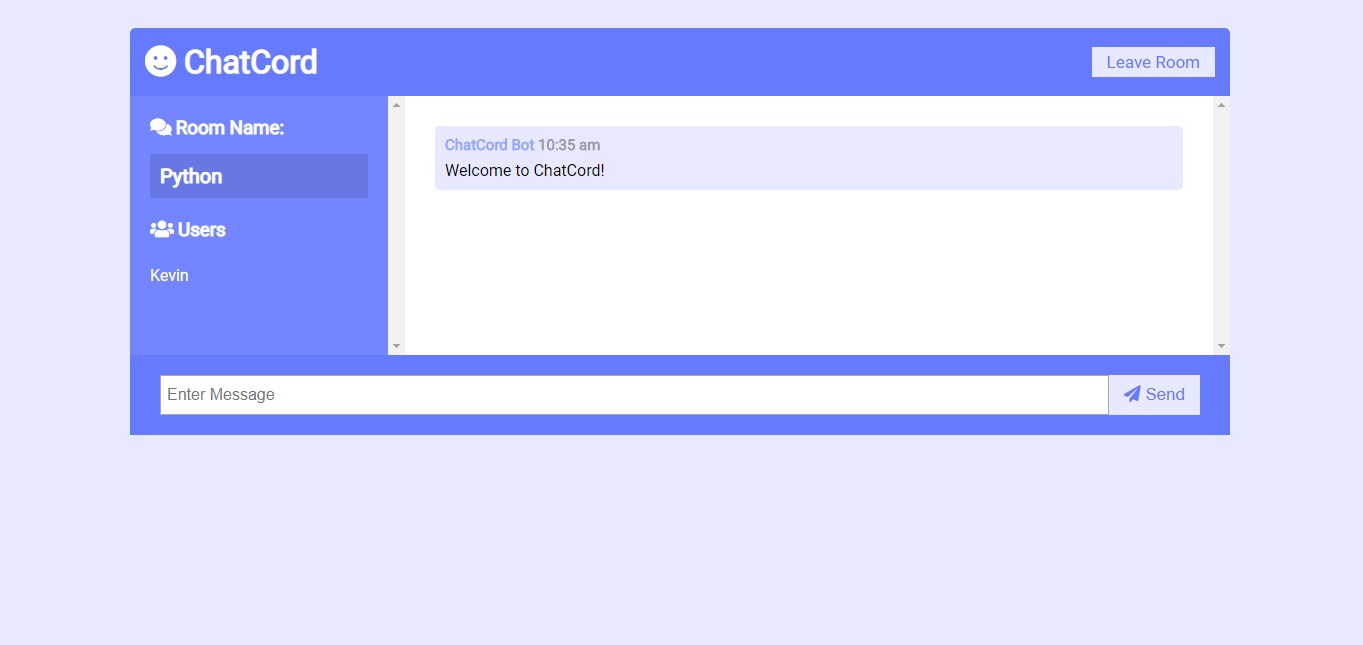 ChatCord
Leave Room
Room Name:
Python
Users
Kevin
ChatCord Bot 10:35 am
Welcome to ChatCord!
Enter Message
Send